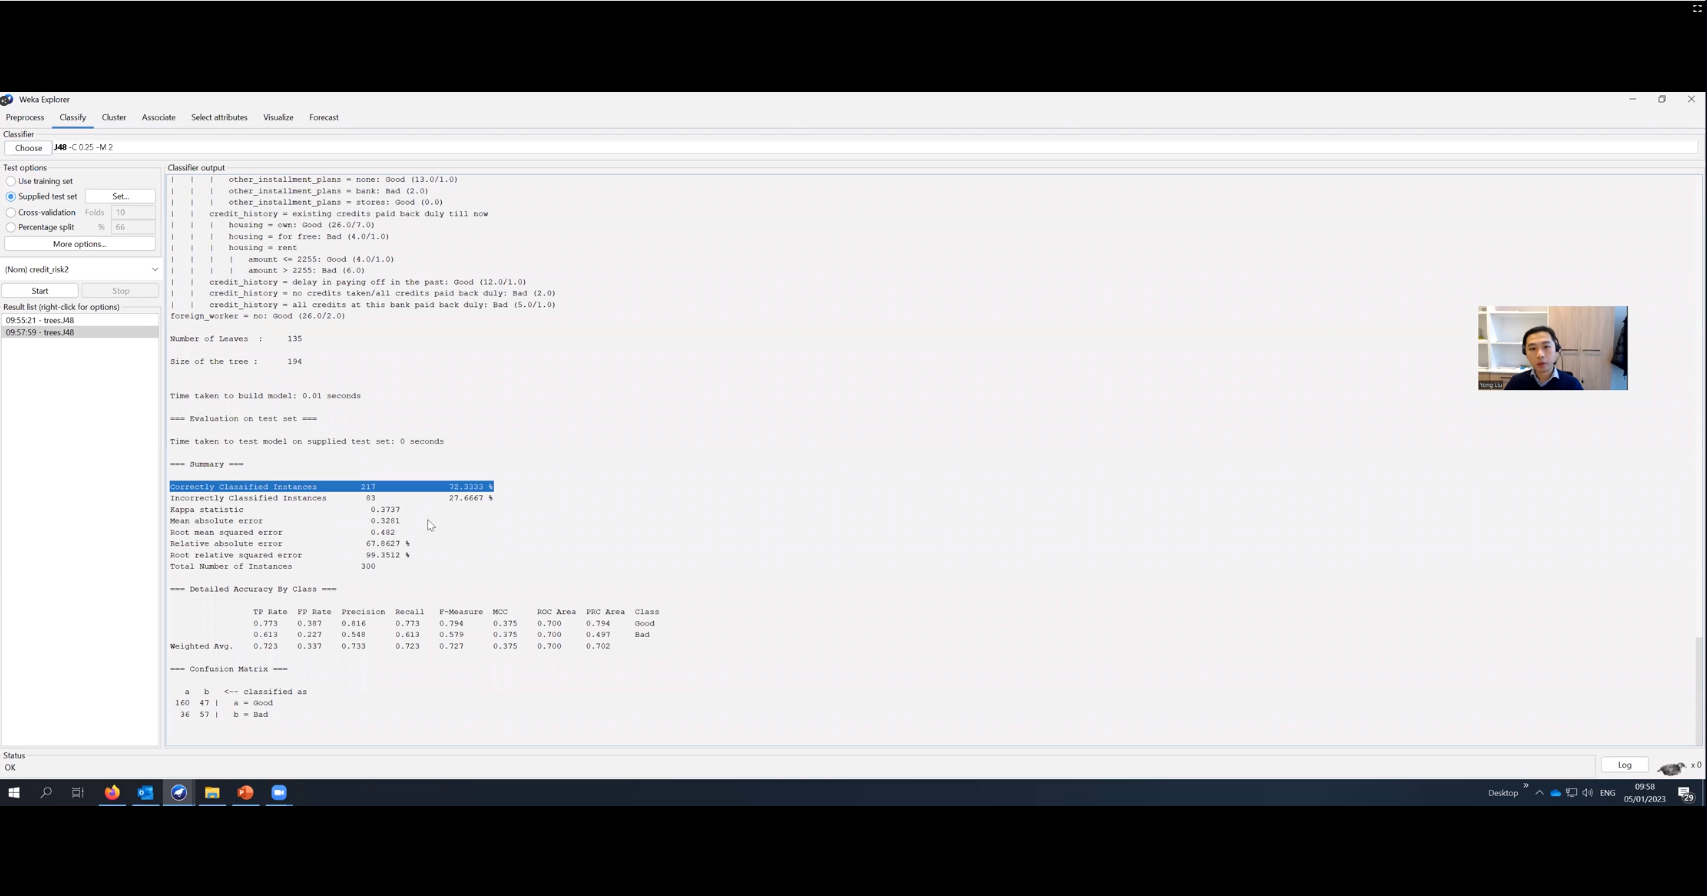 Weka Explorer
Preprocess Classify Cluster Associate Select attributes Visualize Forecast
Classifier
Choose J48 -C 0.25 -M 2
Test options
Use training set
Supplied test set Set...
Cross-validation Folds 10
Percentage split % 66
More options...
(Nom) credit_risk2
Start Stop
Result list (right-click for options)
09:55:21 - trees.J48
09:57:59 - trees.J48
Classifier output
| | | other_installment_plans = none: Good (13.0/1.0)
| | | other_installment_plans = bank: Bad (2.0)
| | | other_installment_plans = stores: Good (0.0)
| | credit_history = existing credits paid back duly till now
| | | housing = own: Good (26.0/7.0)
| | | housing = for free: Bad (4.0/1.0)
| | | housing = rent
| | | | amount <= 2255: Good (4.0/1.0)
| | | | amount > 2255: Bad (6.0)
| | credit_history = delay in paying off in the past: Good (12.0/1.0)
| | credit_history = no credits taken/all credits paid back duly: Bad (2.0)
| | credit_history = all credits at this bank paid back duly: Bad (5.0/1.0)
foreign_worker = no: Good (26.0/2.0)
Number of Leaves : 135
Size of the tree : 194
Time taken to build model: 0.01 seconds
=== Evaluation on test set ===
Time taken to test model on supplied test set: 0 seconds
=== Summary ===
Correctly Classified Instances 217 72.3333 %
Incorrectly Classified Instances 83 27.6667 %
Kappa statistic 0.3737
Mean absolute error 0.3281
Root mean squared error 0.482
Relative absolute error 67.8627 %
Root relative squared error 99.3512 %
Total Number of Instances 300
=== Detailed Accuracy By Class ===
TP Rate FP Rate Precision Recall F-Measure MCC ROC Area PRC Area Class
0.773 0.387 0.816 0.773 0.794 0.375 0.700 0.794 Good
0.613 0.227 0.548 0.613 0.579 0.375 0.700 0.497 Bad
Weighted Avg. 0.723 0.337 0.733 0.723 0.727 0.375 0.700 0.702
=== Confusion Matrix ===
a b <-- classified as
160 47 | a = Good
36 57 | b = Bad
Yong Liu
Status
OK
Log x 0
Desktop » ENG 09:58
05/01/2023 29